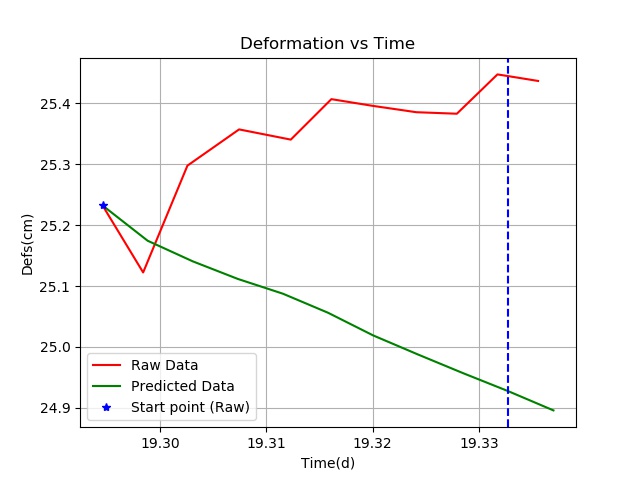 Deformation vs Time
Defs(cm)
25.4
25.3
25.2
25.1
25.0
24.9
Raw Data
Predicted Data
Start point (Raw)
19.30 19.31 19.32 19.33
Time(d)